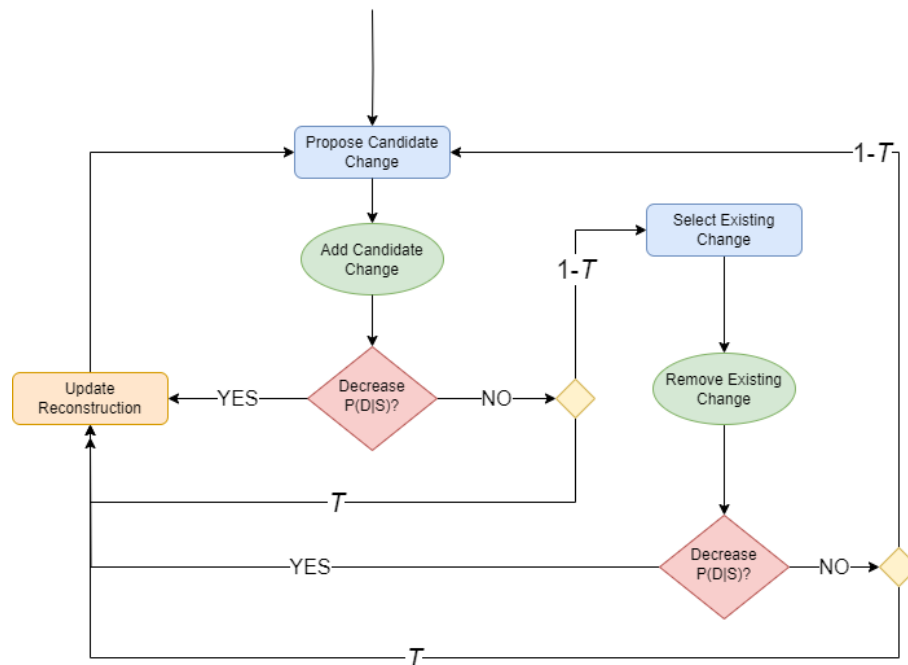 Propose Candidate
Change
1-T
Select Existing
Change
Add Candidate
Change
1-T
Update
Reconstruction
YES
Decrease
P(D|S)?
NO
Remove Existing
Change
T
YES
Decrease
P(D|S)?
NO
T